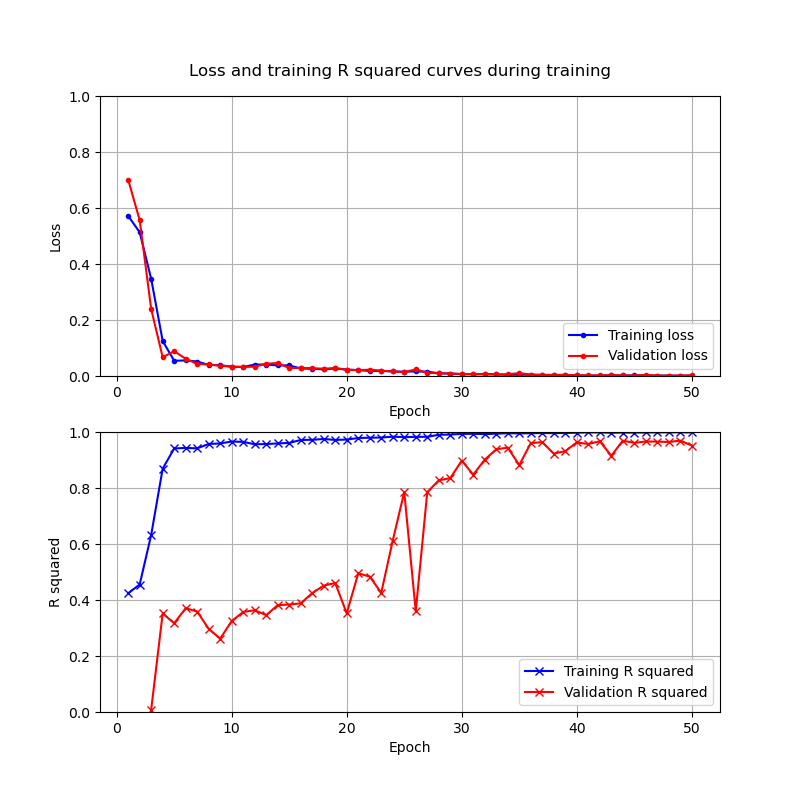 Loss and training R squared curves during training
1.0
0.8
0.6
0.4
0.2
0.0
Loss
Training loss
Validation loss
0 10 20 30 40 50
Epoch
1.0
0.8
0.6
0.4
0.2
0.0
R squared
Training R squared
Validation R squared
0 10 20 30 40 50
Epoch